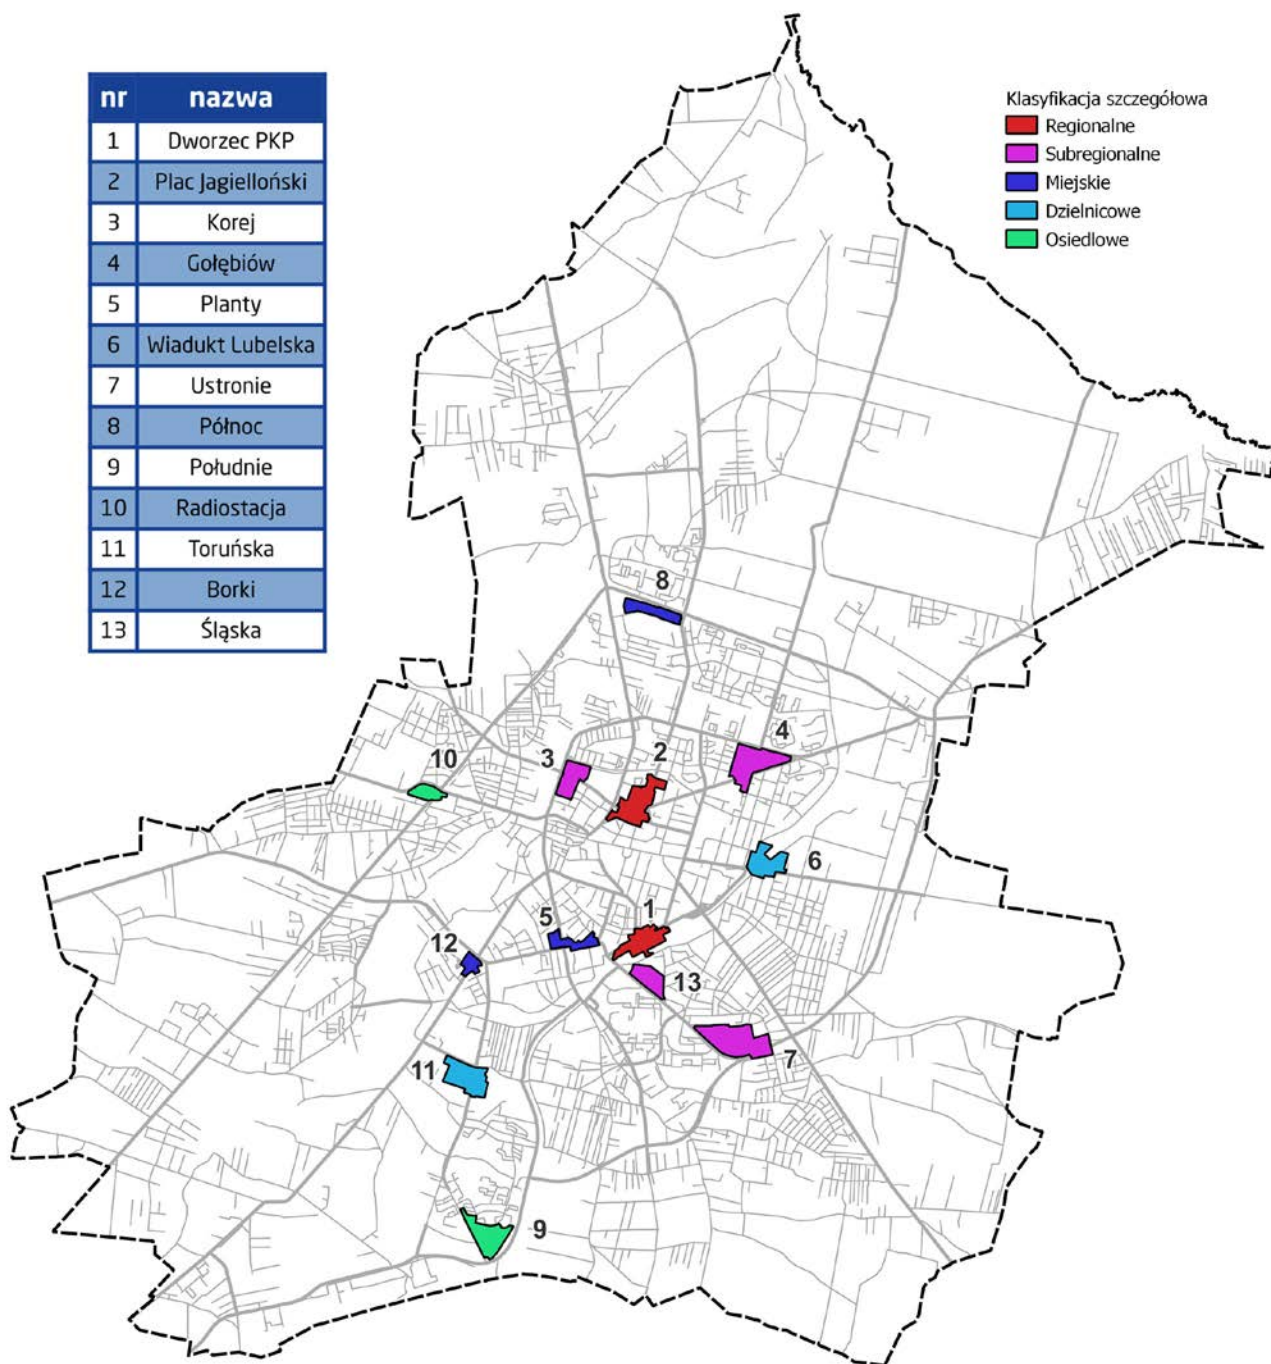 nr nazwa
1 Dworzec PKP
2 Plac Jagielloński
3 Korej
4 Gołębiów
5 Planty
6 Wiadukt Lubelska
7 Ustronie
8 Północ
9 Południe
10 Radiostacja
11 Toruńska
12 Borki
13 Śląska
Klasyfikacja szczegółowa
Regionalne
Subregionalne
Miejskie
Dzielnicowe
Osiedlowe
8
4
2
3
10
6
1
5
12
13
7
11
9